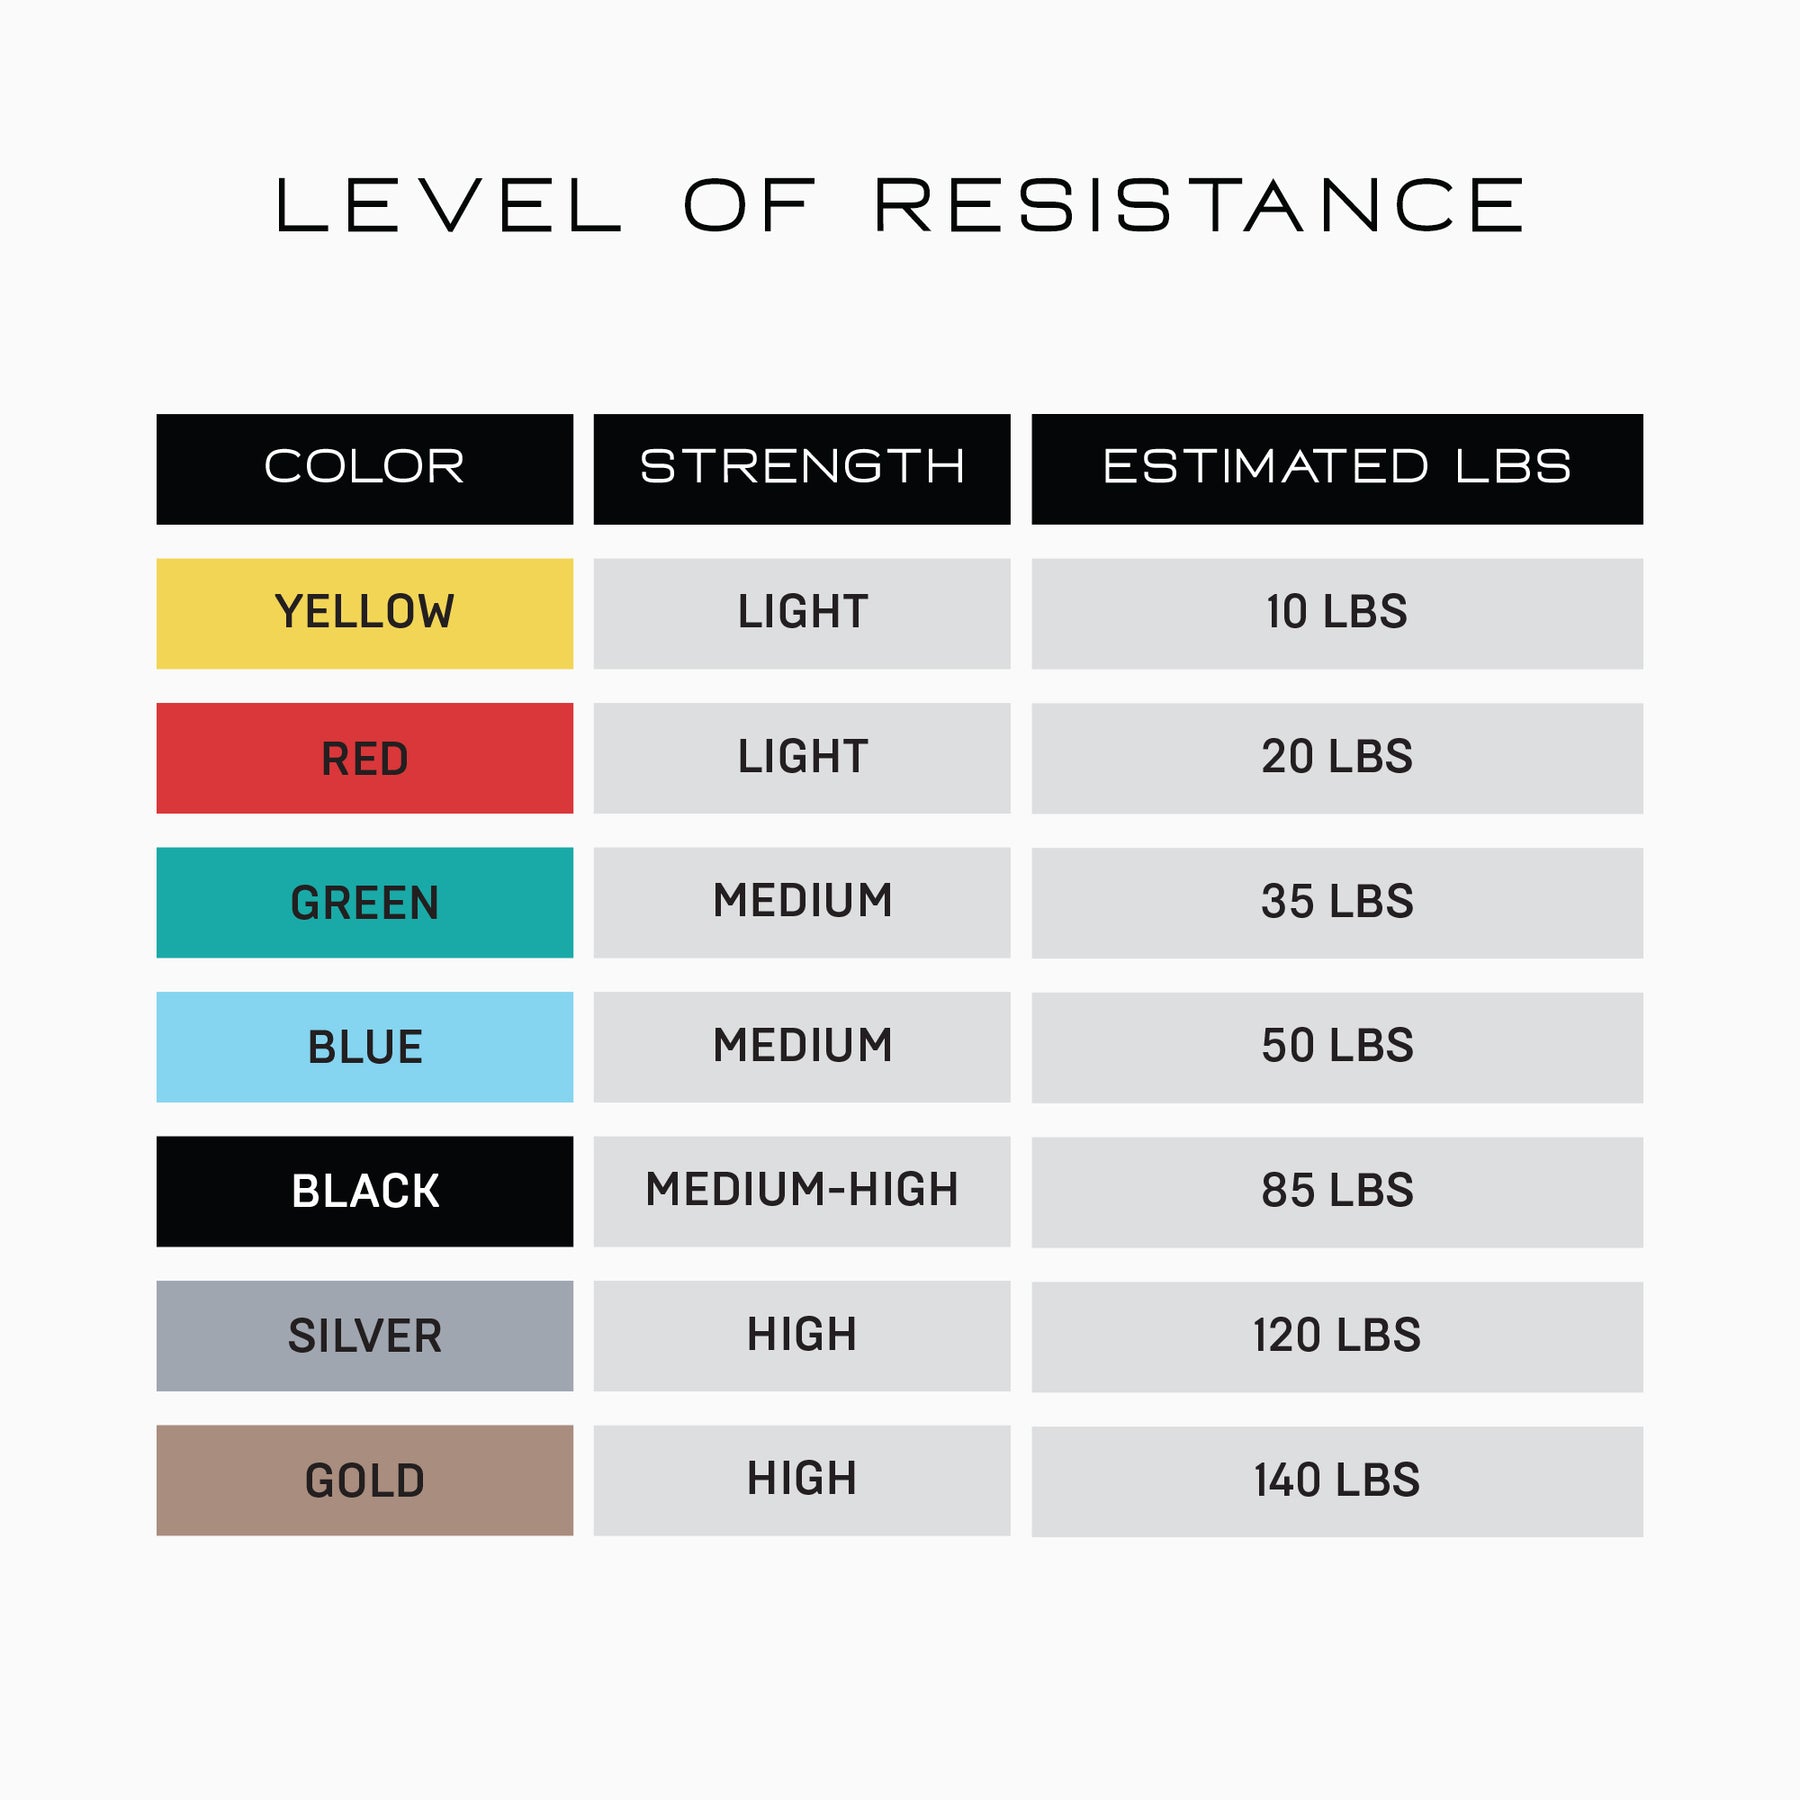 LEVEL OF RESISTANCE
COLOR STRENGTH ESTIMATED LBS
YELLOW LIGHT 10 LBS
RED LIGHT 20 LBS
GREEN MEDIUM 35 LBS
BLUE MEDIUM 50 LBS
BLACK MEDIUM-HIGH 85 LBS
SILVER HIGH 120 LBS
GOLD HIGH 140 LBS